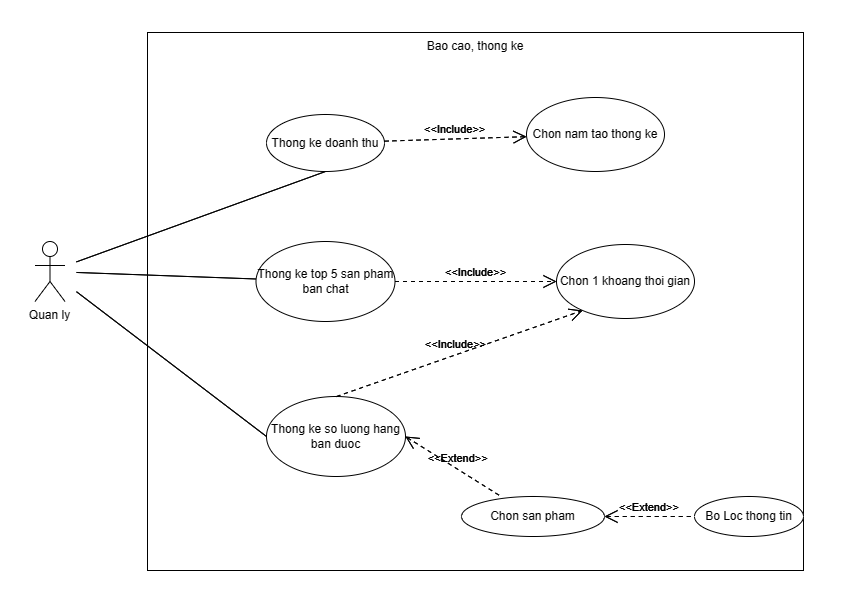 Bao cao, thong ke
Thong ke doanh thu
<<Include>>
Chon nam tao thong ke
Quan ly
Thong ke top 5 san pham
ban chat
<<Include>>
Chon 1 khoang thoi gian
<<Include>>
Thong ke so luong hang
ban duoc
<<Extend>>
Chon san pham
<<Extend>>
Bo Loc thong tin